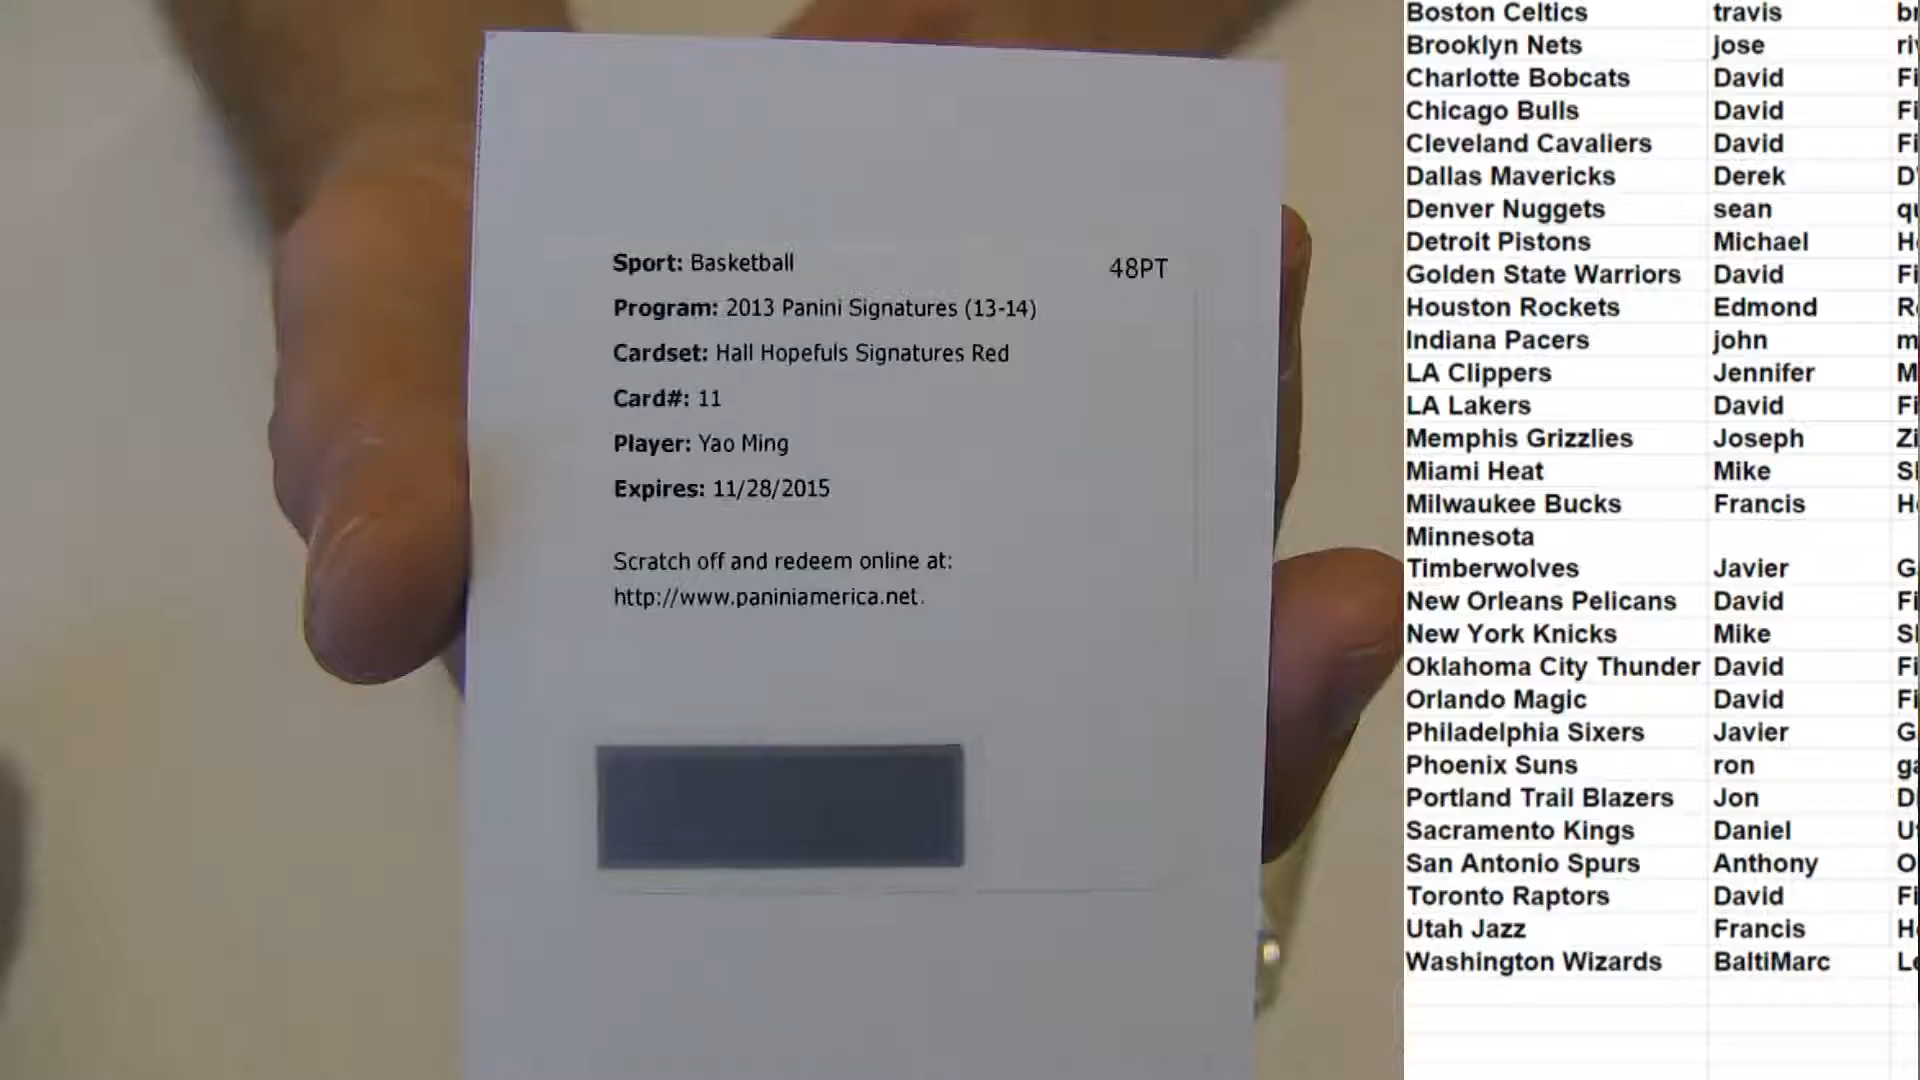 Sport: Basketball
48PT
Program: 2013 Panini Signatures (13-14)
Cardset: Hall Hopefuls Signatures Red
Card#: 11
Player: Yao Ming
Expires: 11/28/2015
Scratch off and redeem online at:
http://www.paniniamerica.net.
Boston Celtics travis
Brooklyn Nets jose
Charlotte Bobcats David
Chicago Bulls David
Cleveland Cavaliers David
Dallas Mavericks Derek
Denver Nuggets sean
Detroit Pistons Michael
Golden State Warriors David
Houston Rockets Edmond
Indiana Pacers john
LA Clippers Jennifer
LA Lakers David
Memphis Grizzlies Joseph
Miami Heat Mike
Milwaukee Bucks Francis
Minnesota
Timberwolves Javier
New Orleans Pelicans David
New York Knicks Mike
Oklahoma City Thunder David
Orlando Magic David
Philadelphia Sixers Javier
Phoenix Suns ron
Portland Trail Blazers Jon
Sacramento Kings Daniel
San Antonio Spurs Anthony
Toronto Raptors David
Utah Jazz Francis
Washington Wizards BaltiMarc